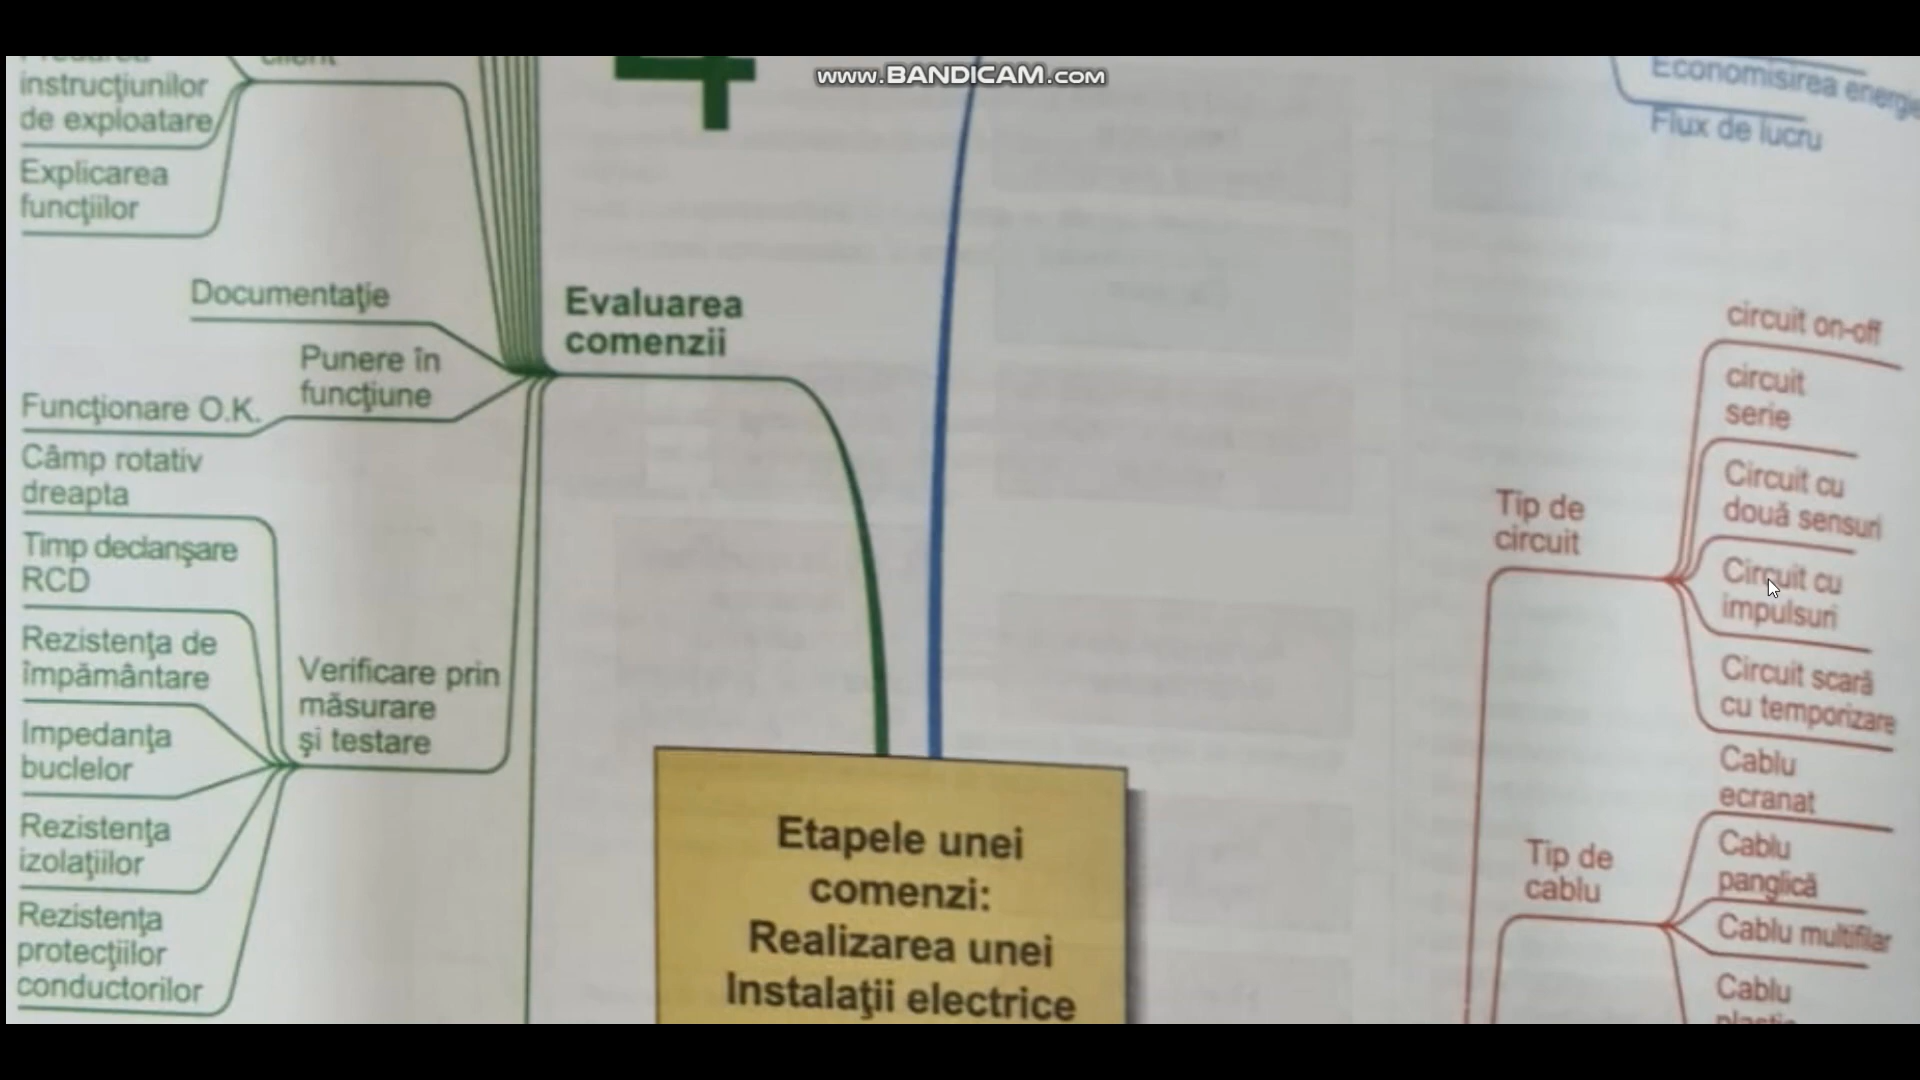 www.BANDICAM.com
client
instrucţiunilor
de exploatare
Explicarea
funcţiilor
Documentaţie
Punere în
funcţiune
Funcţionare O.K.
Câmp rotativ
dreapta
Timp declanşare
RCD
Rezistenţa de
împământare
Impedanţa
buclelor
Rezistenţa
izolaţiilor
Rezistenţa
protecţiilor
conductorilor
Verificare prin
măsurare
şi testare
4
Evaluarea
comenzii
Etapele unei
comenzi:
Realizarea unei
Instalaţii electrice
Economisirea
Flux de lucru
Tip de
circuit
circuit on-off
circuit
serie
Circuit cu
două sensuri
Circuit cu
impulsuri
Circuit scară
cu temporizare
Tip de
cablu
Cablu
ecranat
Cablu
panglică
Cablu multifilar
Cablu